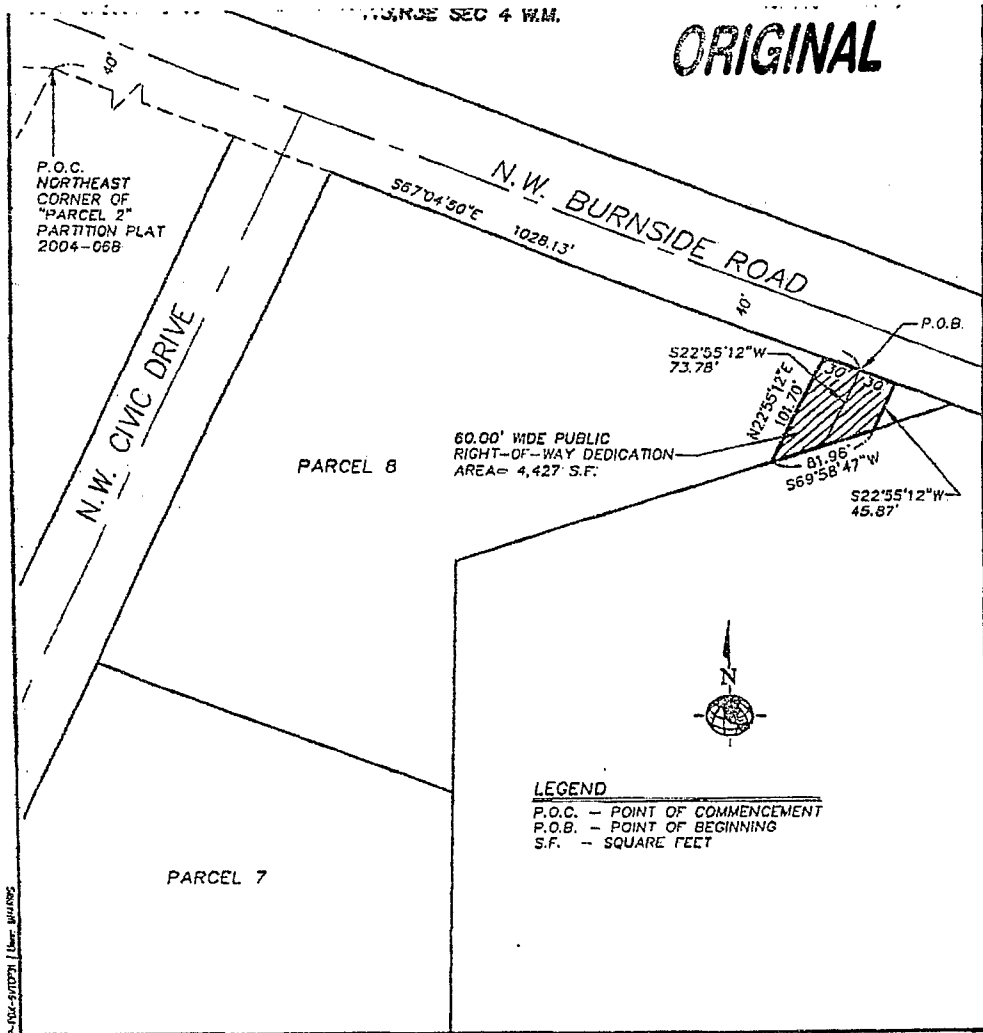 R3E SEC 4 W.M.
ORIGINAL
40'
P.O.C.
NORTHEAST
CORNER OF
"PARCEL 2"
PARTITION PLAT
2004-068
N.W. BURNSIDE ROAD
S67°04'50"E
1028.13'
40'
P.O.B.
N.W. CIVIC DRIVE
S22°55'12"W
73.78'
30'
30'
N22°55'12"E
101.70'
60.00' WIDE PUBLIC
RIGHT-OF-WAY DEDICATION
AREA= 4,427 S.F.
PARCEL 8
81.96'
S69°58'47"W
S22°55'12"W
45.87'
N
LEGEND
P.O.C. - POINT OF COMMENCEMENT
P.O.B. - POINT OF BEGINNING
S.F. - SQUARE FEET
PARCEL 7